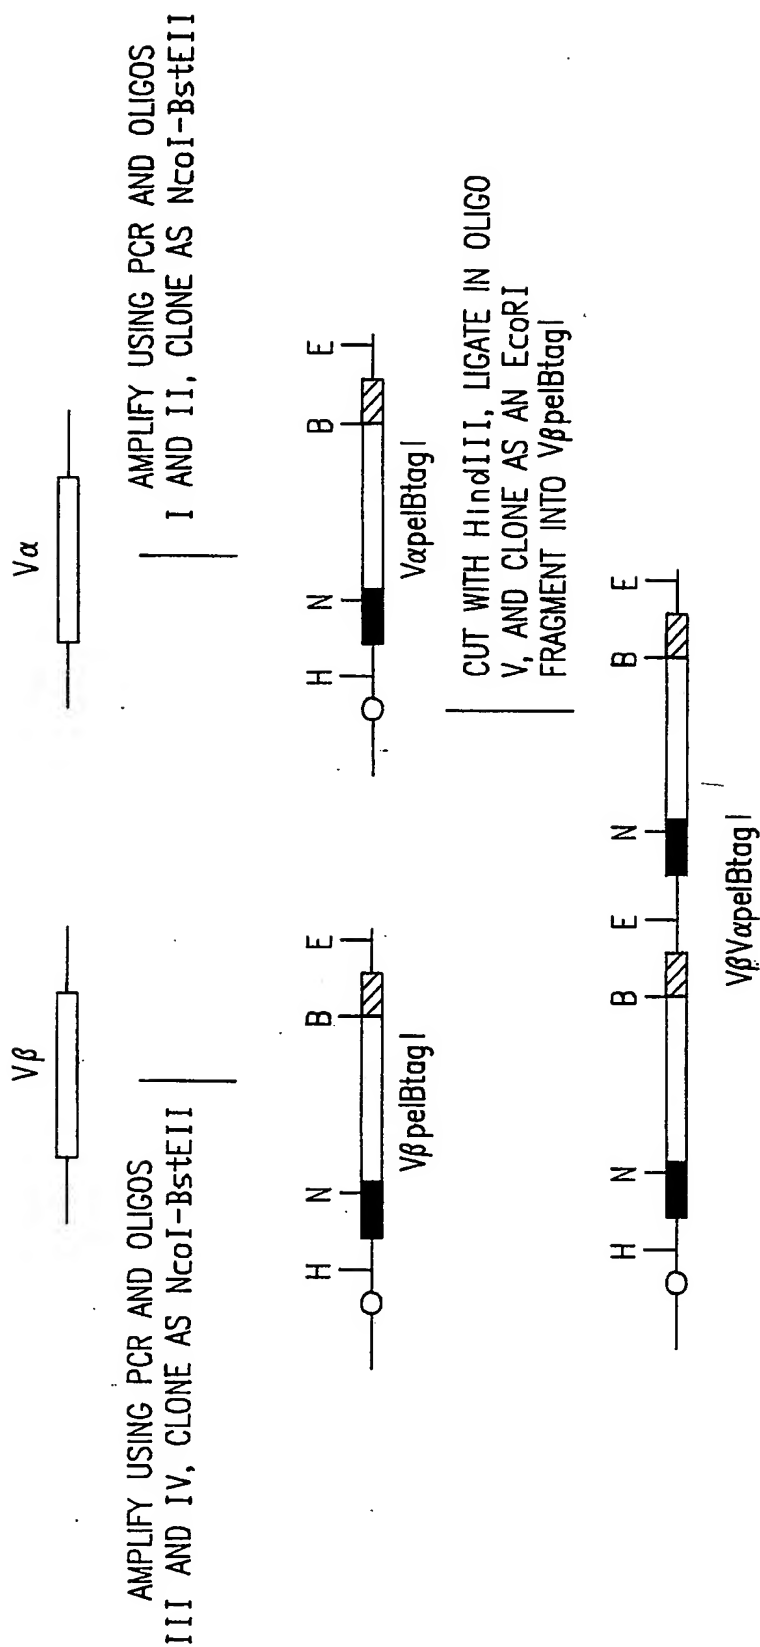 Vβ
Vα
AMPLIFY USING PCR AND OLIGOS
III AND IV, CLONE AS NcoI-BstEII
AMPLIFY USING PCR AND OLIGOS
I AND II, CLONE AS NcoI-BstEII
H N B E
VβpelBtagI
H N B E
VαpelBtagI
CUT WITH HindIII, LIGATE IN OLIGO
V, AND CLONE AS AN EcoRI
FRAGMENT INTO VβpelBtagI
H N B E N B E
VβVαpelBtagI